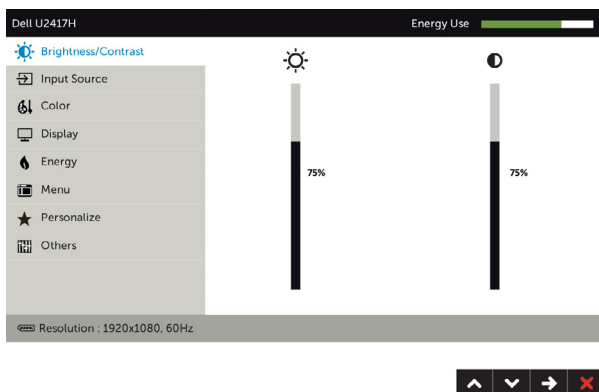 Dell U2417H
Energy Use
Brightness/Contrast
Input Source
Color
Display
Energy
Menu
Personalize
Others
75%
75%
Resolution : 1920x1080, 60Hz